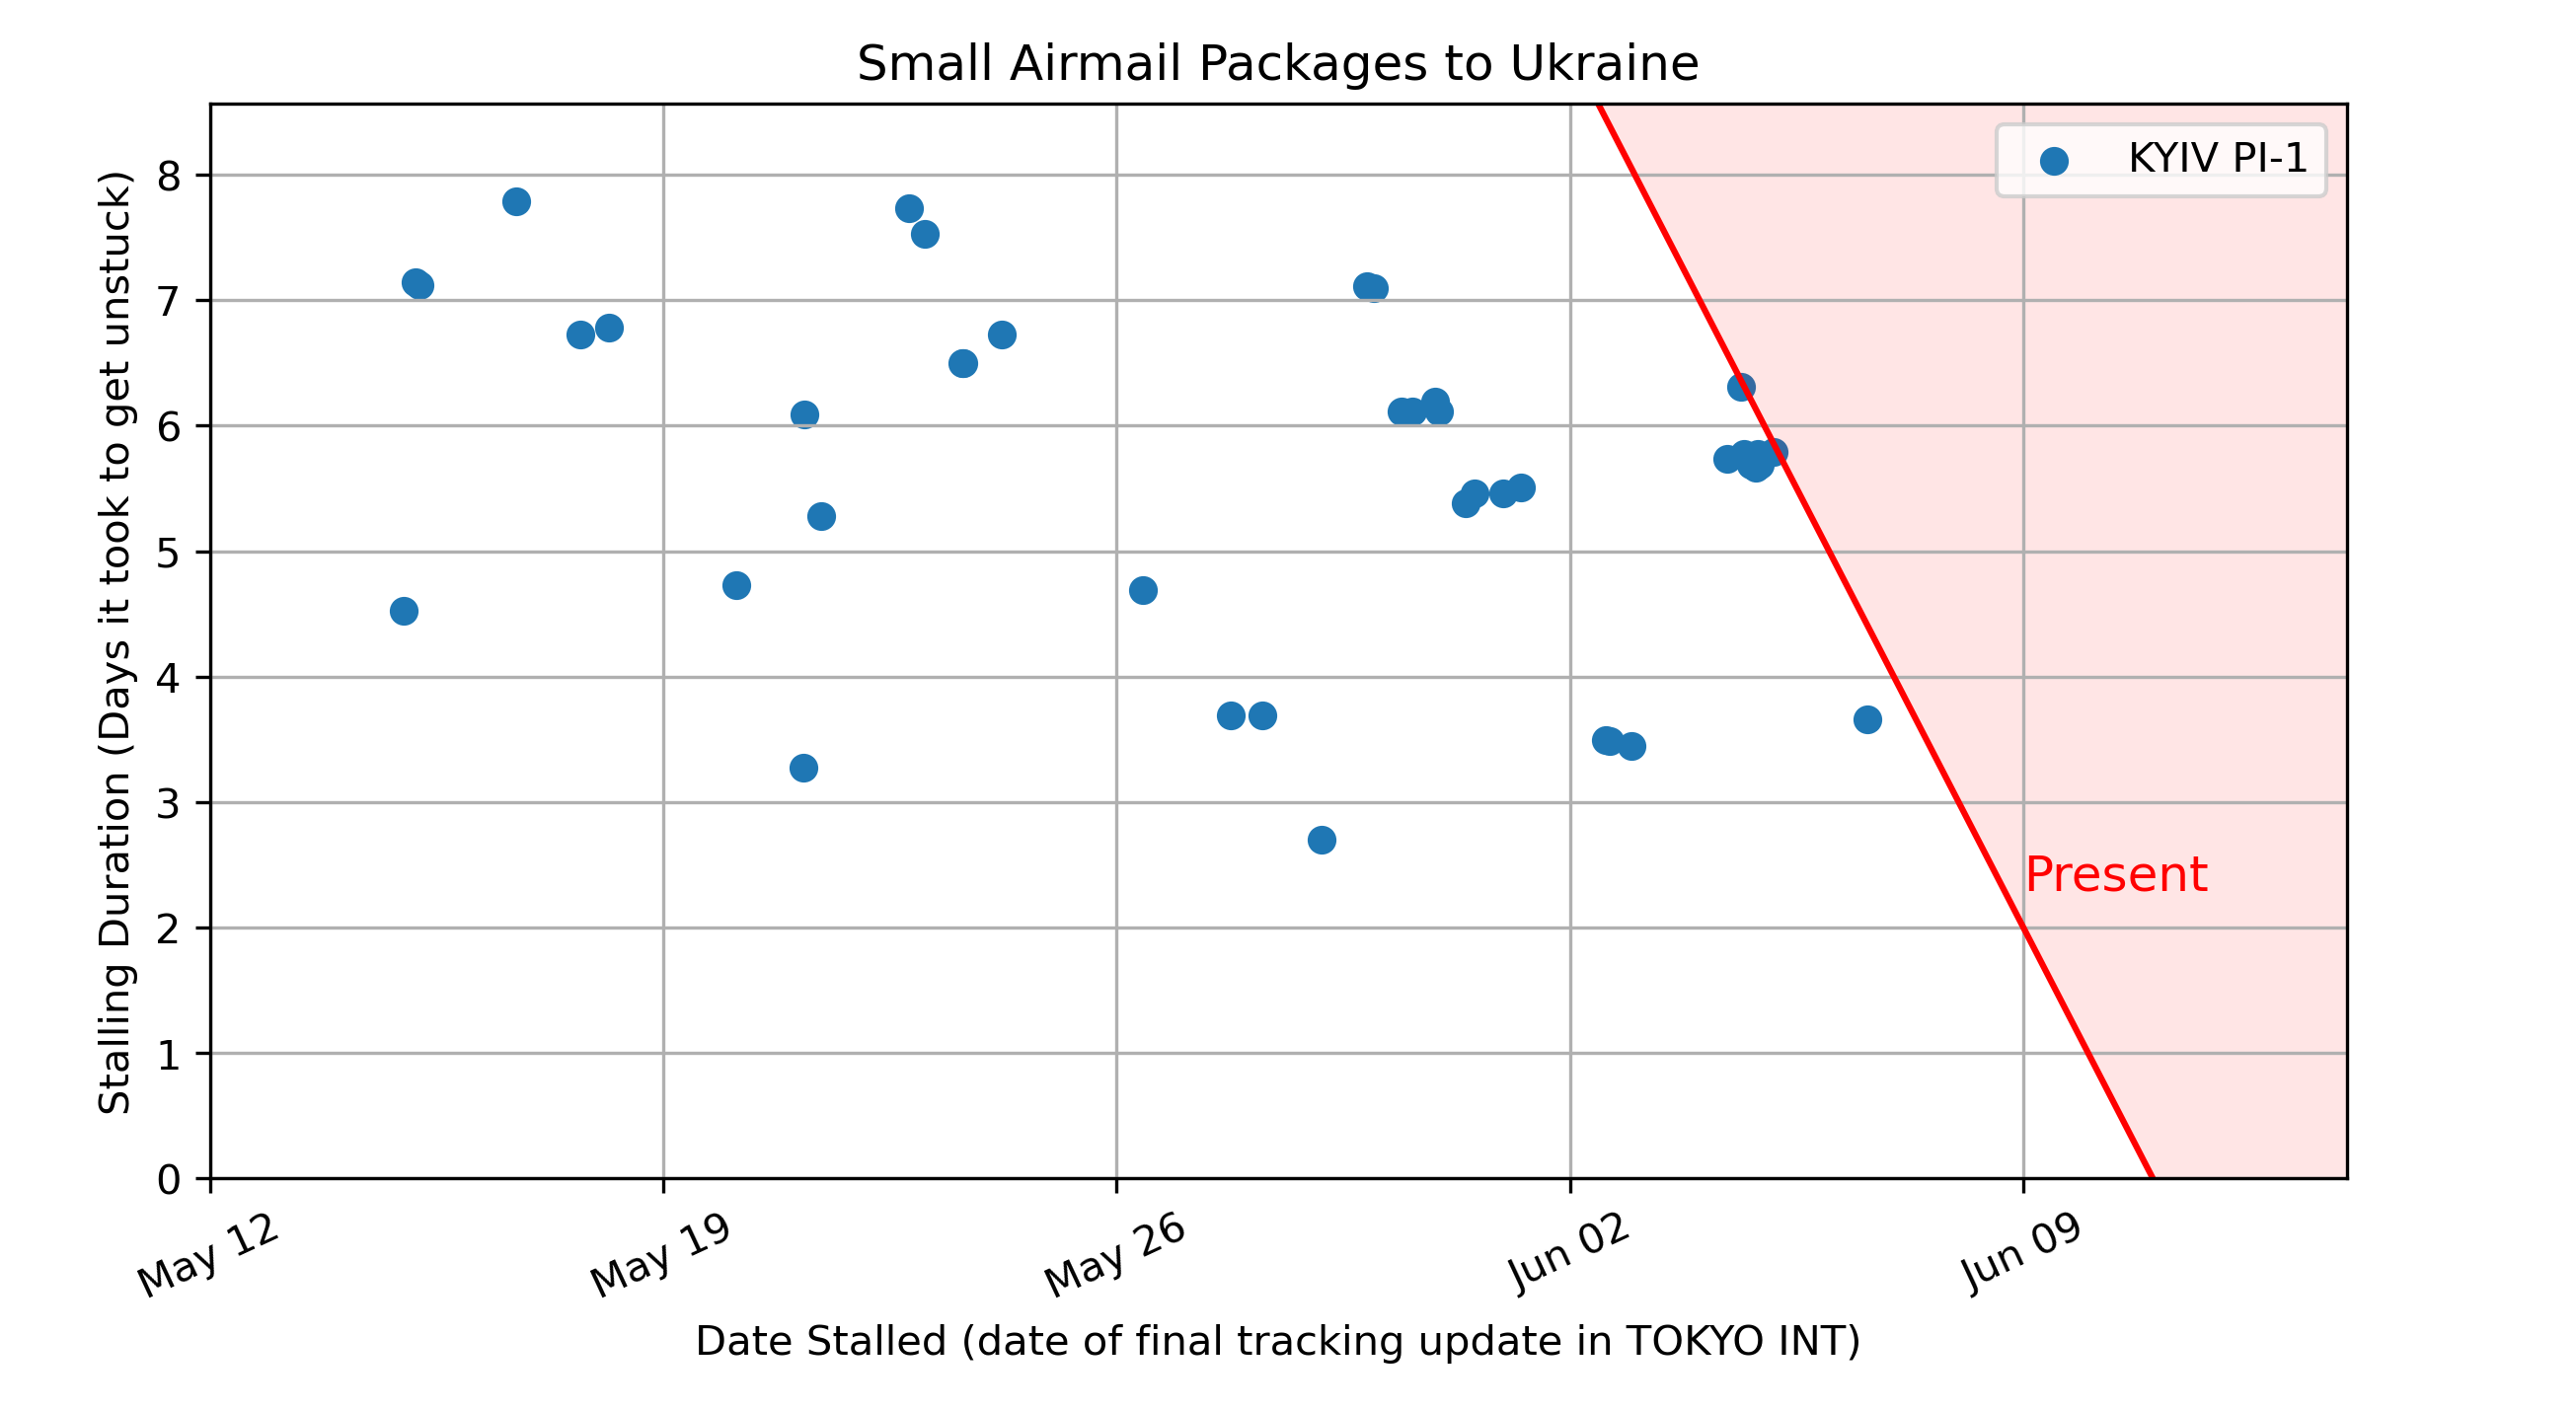 Small Airmail Packages to Ukraine
KYIV PI-1
Stalling Duration (Days it took to get unstuck)
8
7
6
5
4
3
2
1
0
Present
May 12
May 19
May 26
Jun 02
Jun 09
Date Stalled (date of final tracking update in TOKYO INT)